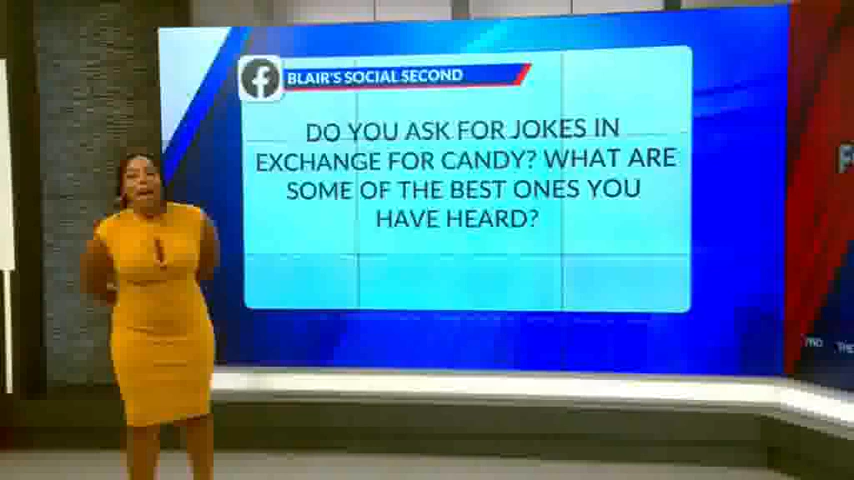 BLAIR'S SOCIAL SECOND
DO YOU ASK FOR JOKES IN
EXCHANGE FOR CANDY? WHAT ARE
SOME OF THE BEST ONES YOU
HAVE HEARD?